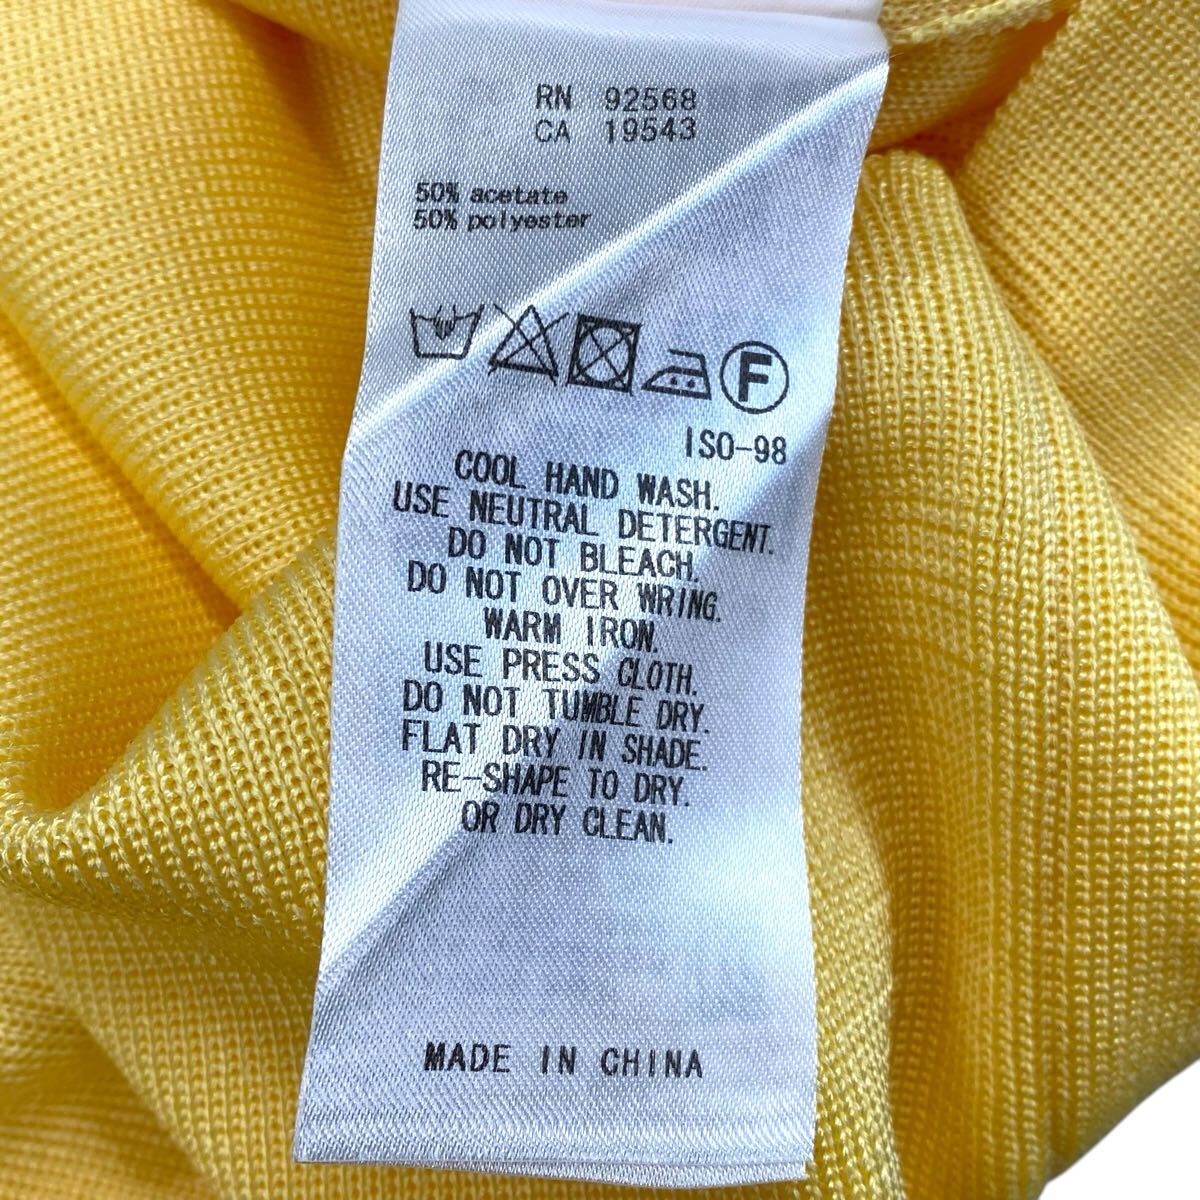 RN 92568
CA 19543
50% acetate
50% polyester
F
ISO-98
COOL HAND WASH.
USE NEUTRAL DETERGENT.
DO NOT BLEACH.
DO NOT OVER WRING.
WARM IRON.
USE PRESS CLOTH.
DO NOT TUMBLE DRY.
FLAT DRY IN SHADE.
RE-SHAPE TO DRY.
OR DRY CLEAN.
MADE IN CHINA